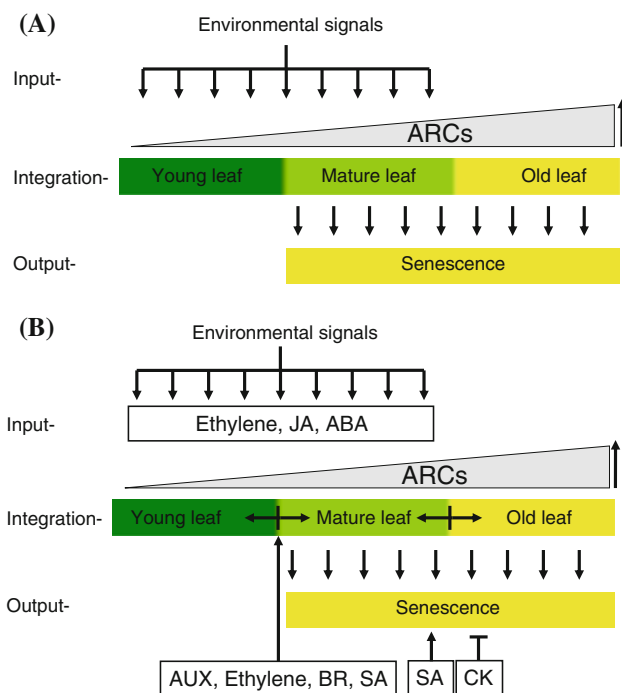 (A)
Environmental signals
Input-
ARCs
Integration-
Young leaf
Mature leaf
Old leaf
Output-
Senescence
(B)
Environmental signals
Input-
Ethylene, JA, ABA
ARCs
Integration-
Young leaf
Mature leaf
Old leaf
Output-
Senescence
AUX, Ethylene, BR, SA
SA
CK